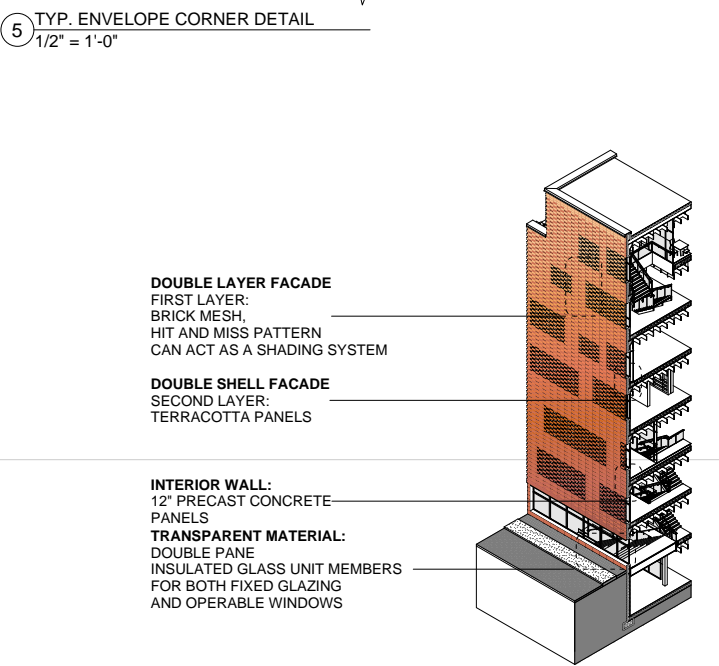 5
TYP. ENVELOPE CORNER DETAIL
1/2" = 1'-0"
DOUBLE LAYER FACADE
FIRST LAYER:
BRICK MESH,
HIT AND MISS PATTERN
CAN ACT AS A SHADING SYSTEM
DOUBLE SHELL FACADE
SECOND LAYER:
TERRACOTTA PANELS
INTERIOR WALL:
12" PRECAST CONCRETE
PANELS
TRANSPARENT MATERIAL:
DOUBLE PANE
INSULATED GLASS UNIT MEMBERS
FOR BOTH FIXED GLAZING
AND OPERABLE WINDOWS